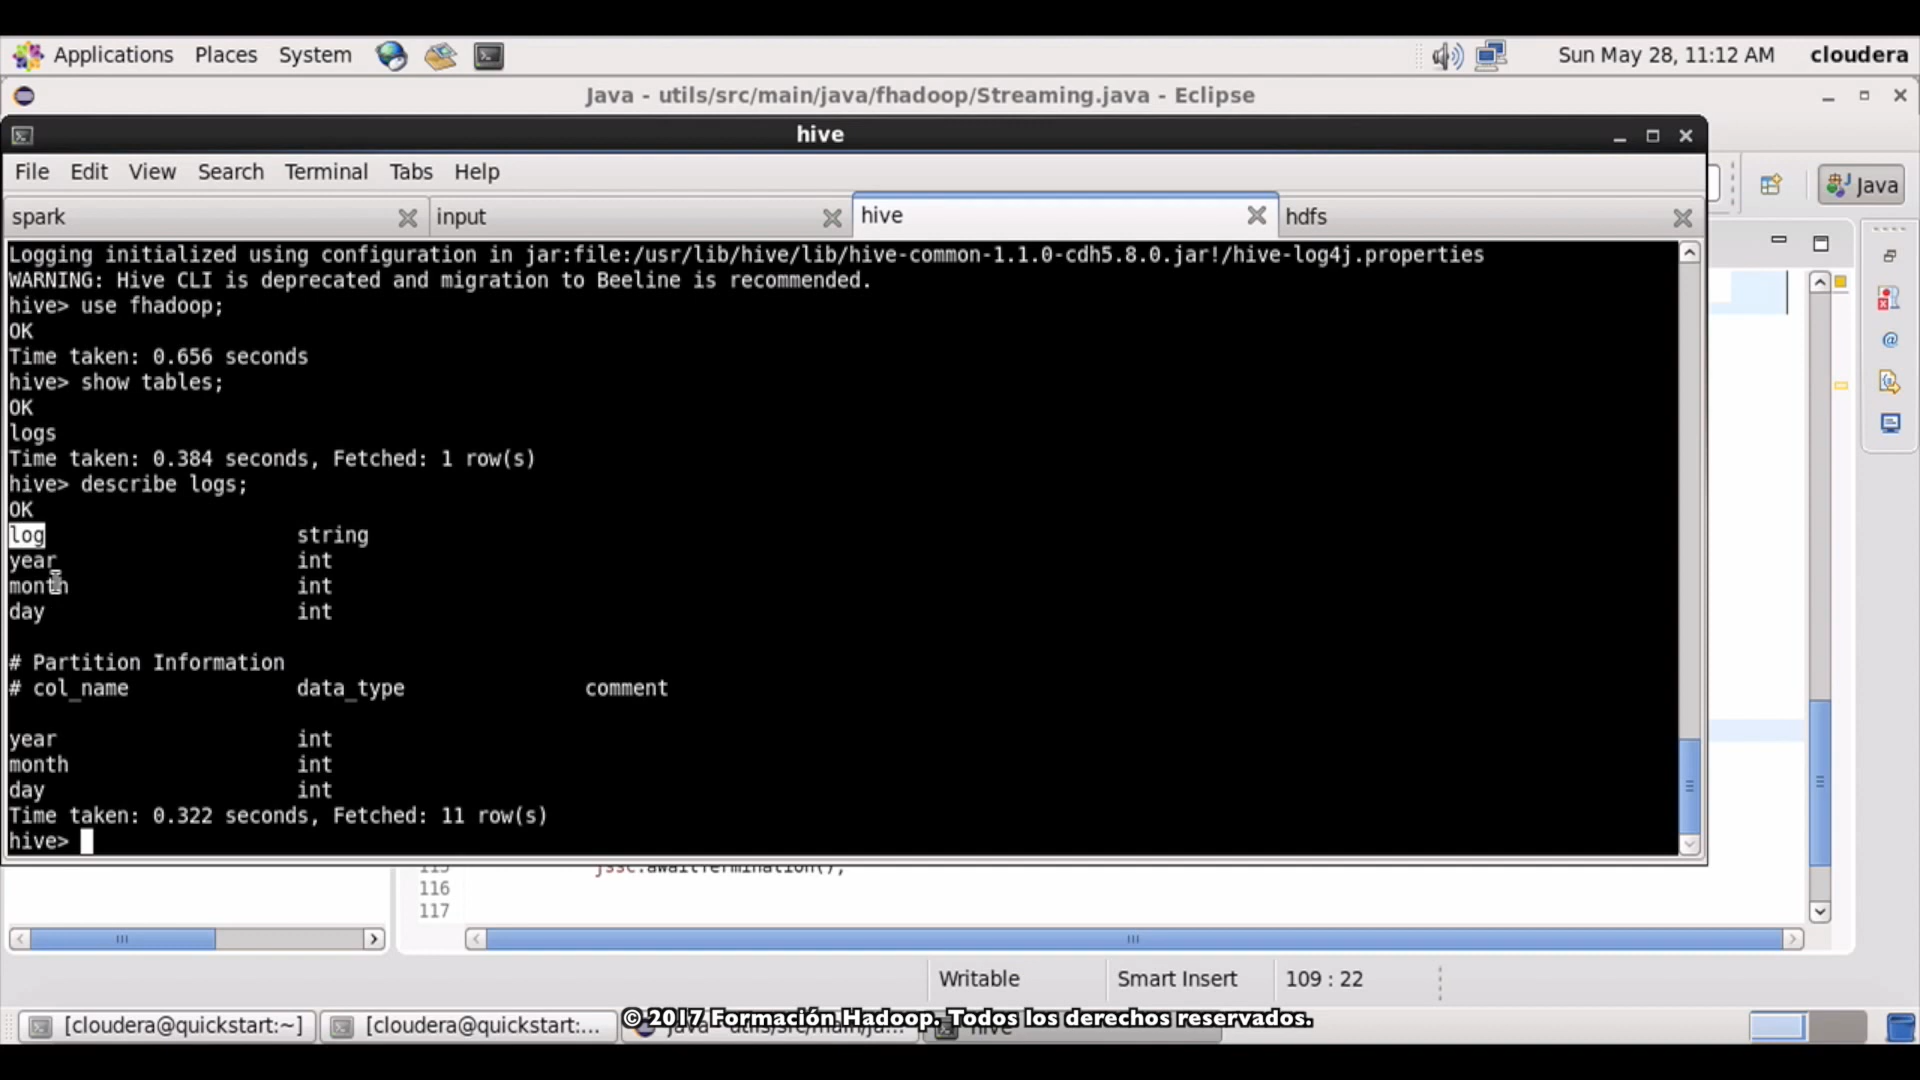 Applications Places System Sun May 28, 11:12 AM cloudera
Java - utils/src/main/java/fhadoop/Streaming.java - Eclipse
hive
File Edit View Search Terminal Tabs Help
Java
spark input hive hdfs
Logging initialized using configuration in jar:file:/usr/lib/hive/lib/hive-common-1.1.0-cdh5.8.0.jar!/hive-log4j.properties
WARNING: Hive CLI is deprecated and migration to Beeline is recommended.
hive> use fhadoop;
OK
Time taken: 0.656 seconds
hive> show tables;
OK
logs
Time taken: 0.384 seconds, Fetched: 1 row(s)
hive> describe logs;
OK
log string
year int
month int
day int
# Partition Information
# col_name data_type comment
year int
month int
day int
Time taken: 0.322 seconds, Fetched: 11 row(s)
hive>
115 jssc.awaitTermination();
116
117
Writable Smart Insert 109 : 22
[cloudera@quickstart:~] [cloudera@quickstart:... hive
© 2017 Formación Hadoop. Todos los derechos reservados.